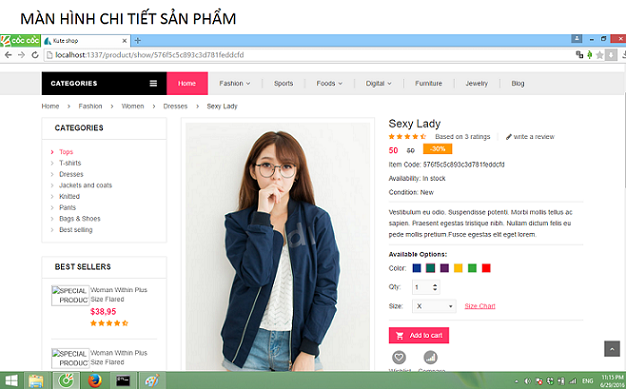 MÀN HÌNH CHI TIẾT SẢN PHẨM
CỐC CỐC
Kute shop
localhost:1337/product/show/576f5c5c893c3d781feddcfd
CATEGORIES
Home
Fashion
Sports
Foods
Digital
Furniture
Jewelry
Blog
Home > Fashion > Women > Dresses > Sexy Lady
CATEGORIES
Tops
T-shirts
Dresses
Jackets and coats
Knitted
Pants
Bags & Shoes
Best selling
BEST SELLERS
SPECIAL PRODUCT
Woman Within Plus
Size Flared
$38.95
SPECIAL PRODUCT
Woman Within Plus
Size Flared
Sexy Lady
Based on 3 ratings
write a review
50
50
-30%
Item Code: 576f5c5c893c3d781feddcfd
Availability: In stock
Condition: New
Vestibulum eu odio. Suspendisse potenti. Morbi mollis tellus ac
sapien. Praesent egestas tristique nibh. Nullam dictum felis eu
pede mollis pretium.Fusce egestas elit eget lorem.
Available Options:
Color:
Qty:
1
Size:
X
Size Chart
Add to cart
Wishlist
Compare
ENG
11:15 PM
6/29/2016